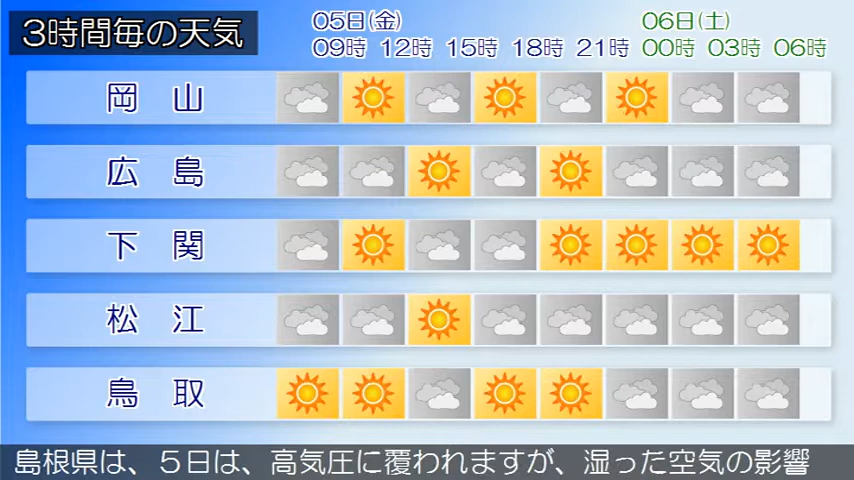 3時間毎の天気
05日(金) 06日(土)
09時 12時 15時 18時 21時 00時 03時 06時
岡 山
広 島
下 関
松 江
鳥 取
島根県は、5日は、高気圧に覆われますが、湿った空気の影響